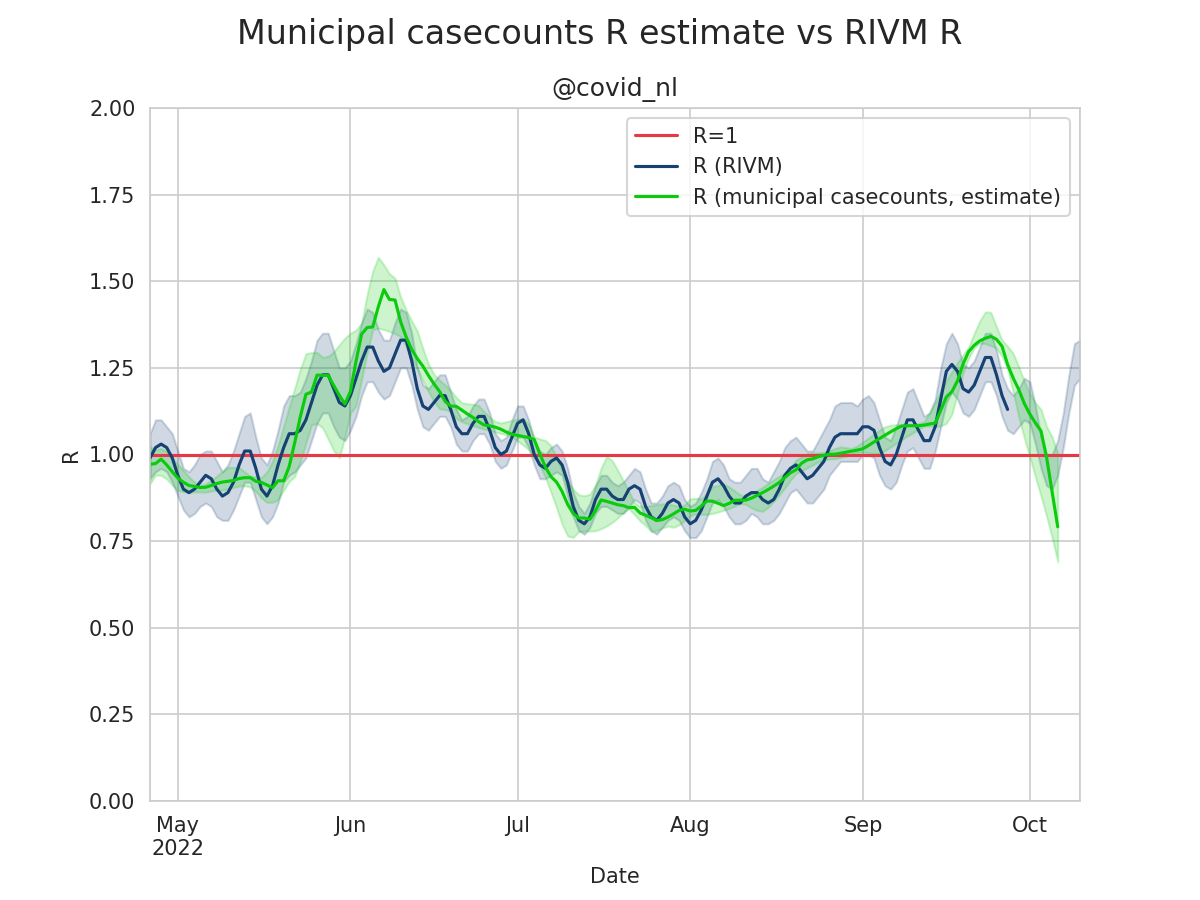 Municipal casecounts R estimate vs RIVM R
@covid_nl
2.00
1.75
1.50
1.25
1.00
0.75
0.50
0.25
0.00
R
R=1
R (RIVM)
R (municipal casecounts, estimate)
May Jun Jul Aug Sep Oct
2022
Date